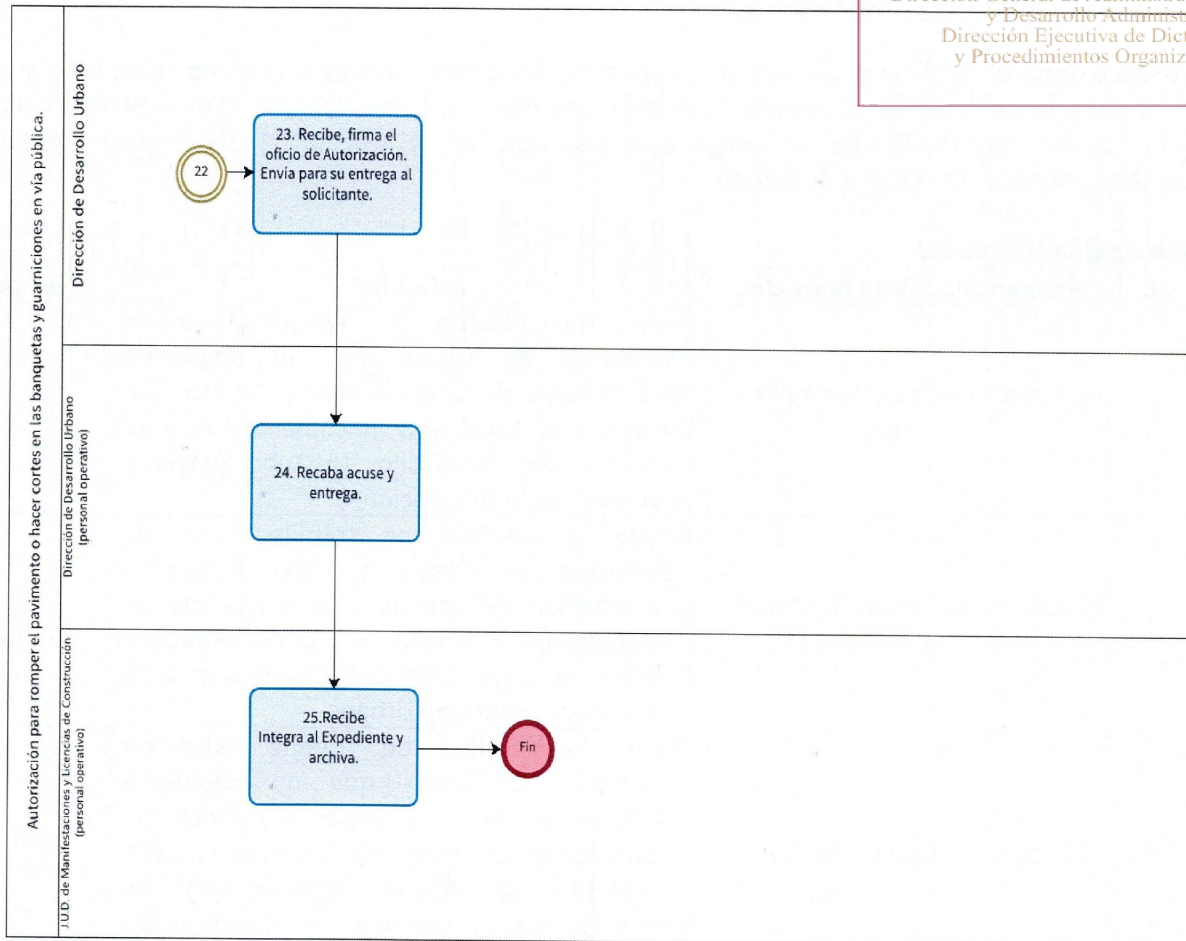 y Desarrollo Administ
Dirección Ejecutiva de Dict
y Procedimientos Organiz
Autorización para romper el pavimento o hacer cortes en las banquetas y guarniciones en vía pública.
Dirección de Desarrollo Urbano
22
23. Recibe, firma el
oficio de Autorización.
Envía para su entrega al
solicitante.
Dirección de Desarrollo Urbano
(personal operativo)
24. Recaba acuse y
entrega.
J.U.D. de Manifestaciones y Licencias de Construcción
(personal operativo)
25.Recibe
Integra al Expediente y
archiva.
Fin